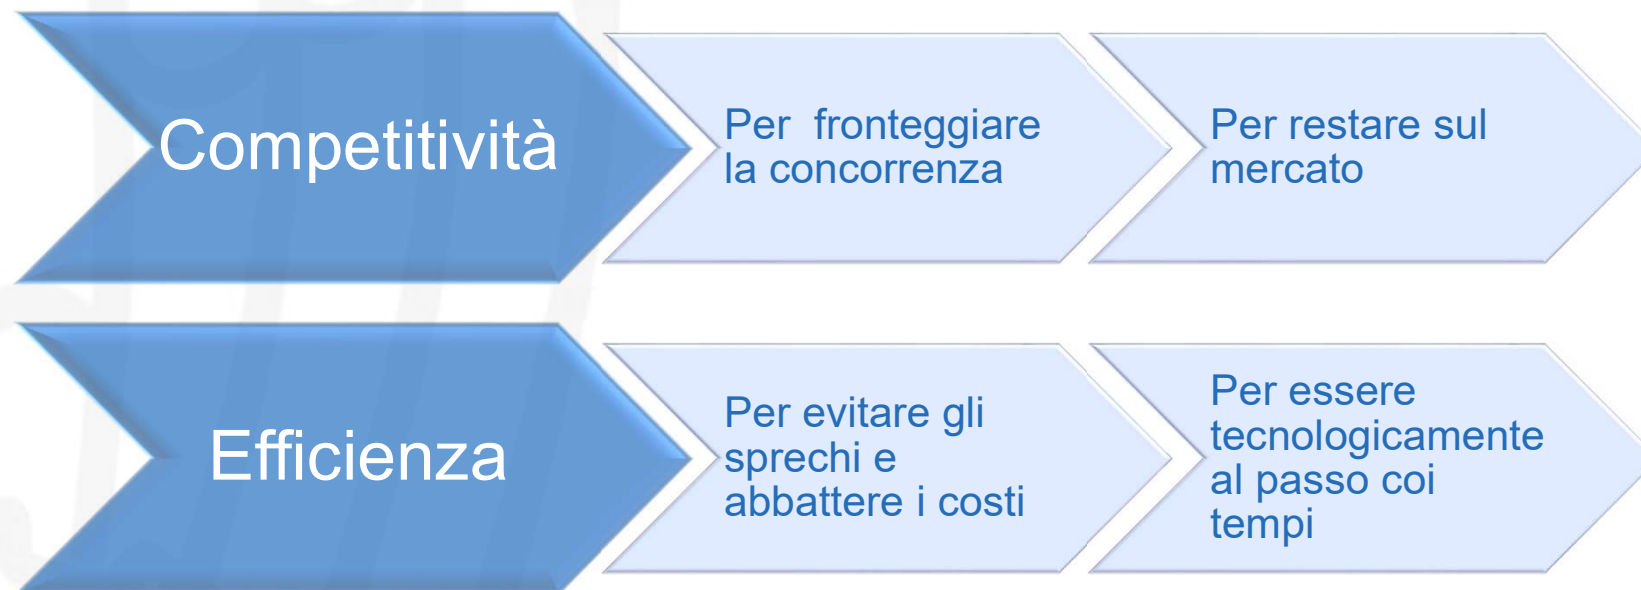 Competitività
Per fronteggiare
la concorrenza
Per restare sul
mercato
Efficienza
Per evitare gli
sprechi e
abbattere i costi
Per essere
tecnologicamente
al passo coi
tempi